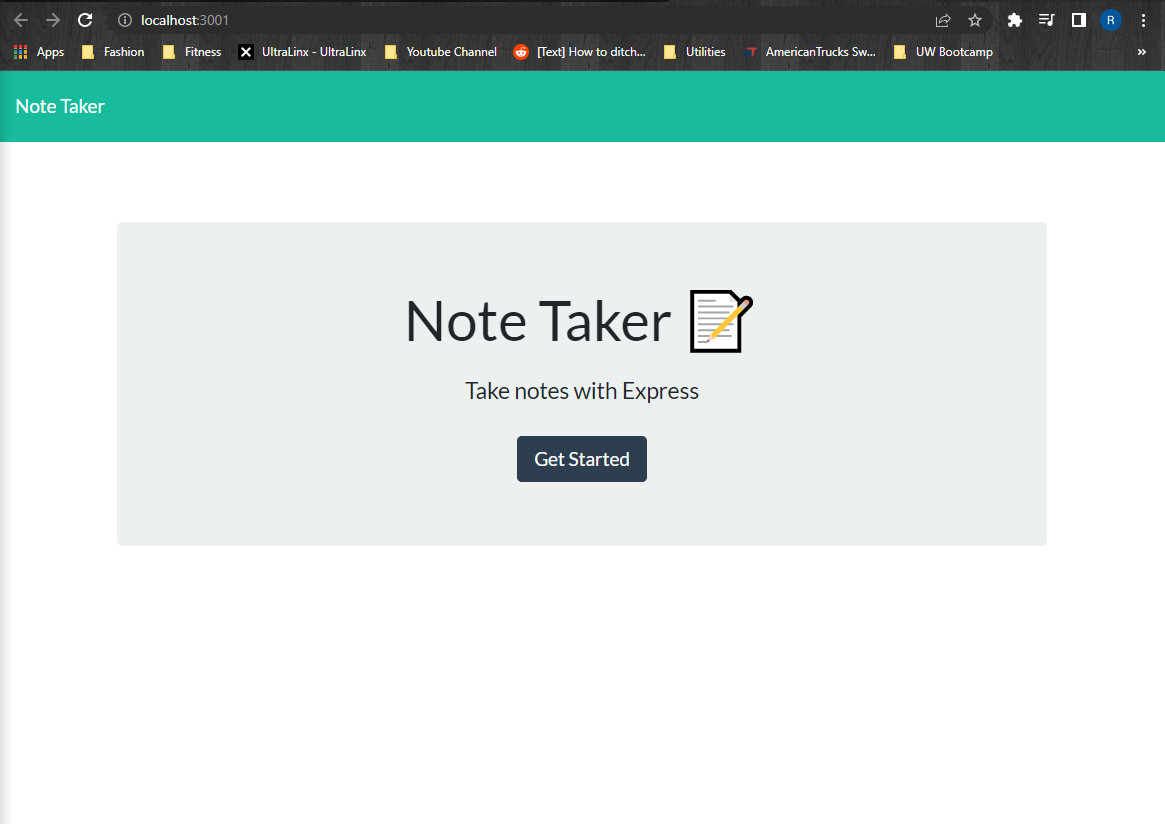 localhost:3001
R
Apps Fashion Fitness UltraLinx - UltraLinx Youtube Channel [Text] How to ditch... Utilities AmericanTrucks Sw... UW Bootcamp »
Note Taker
Note Taker
Take notes with Express
Get Started